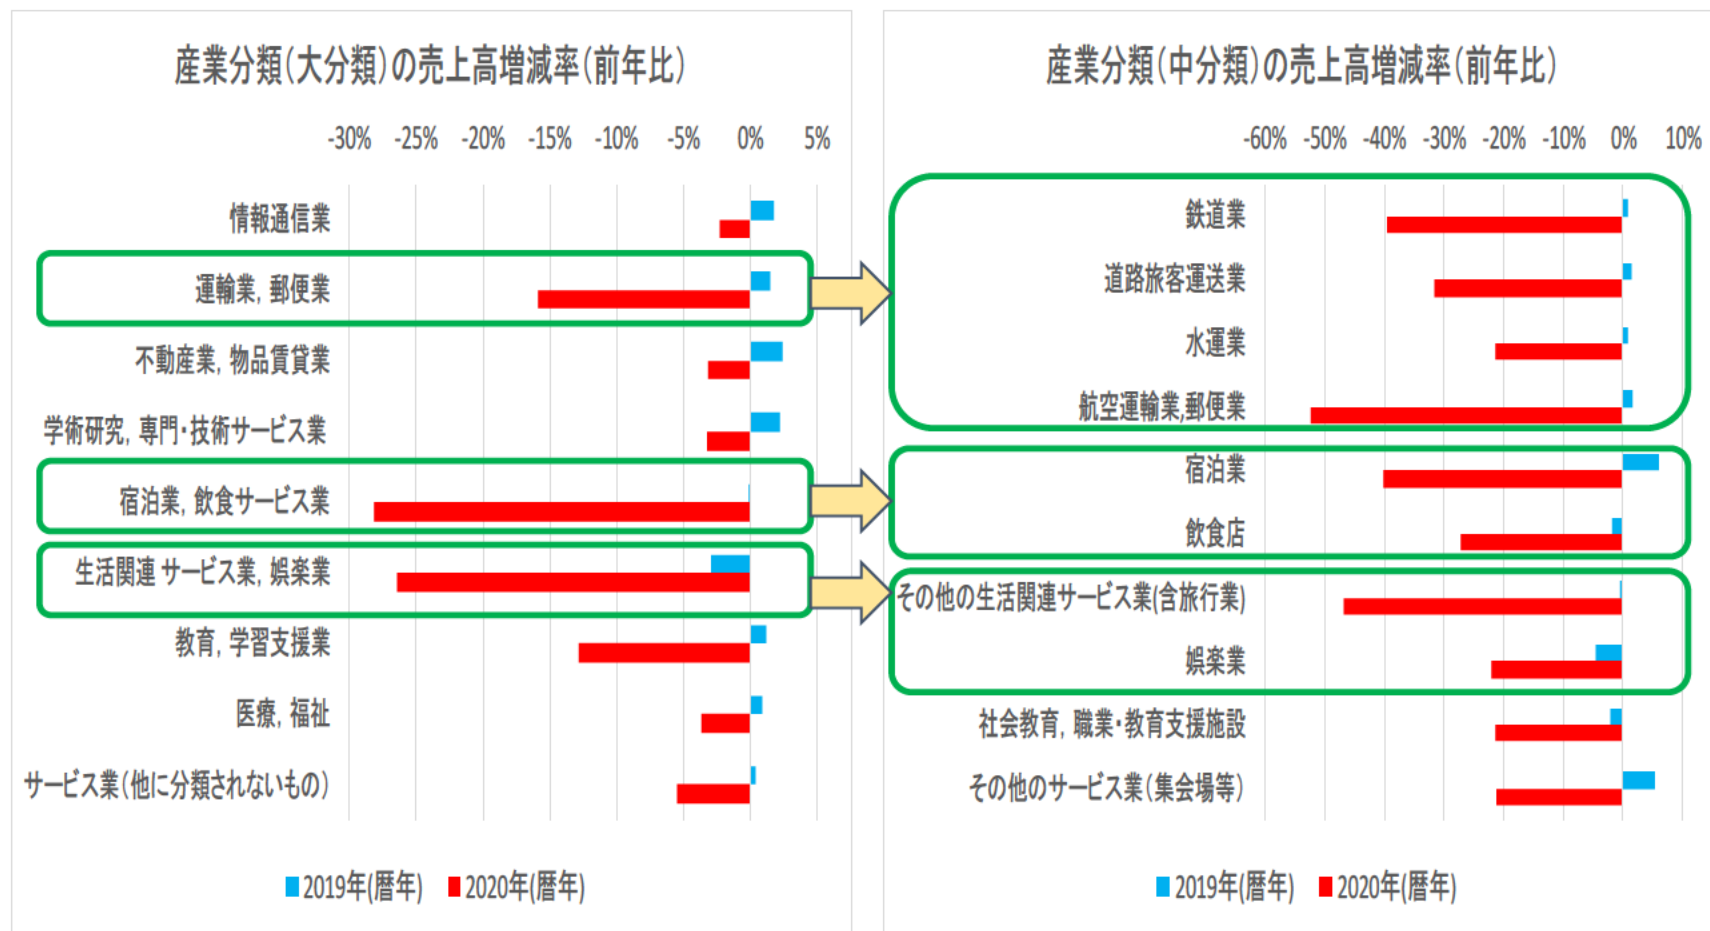 産業分類(大分類)の売上高増減率(前年比)
-30% -25% -20% -15% -10% -5% 0% 5%
情報通信業
運輸業, 郵便業
不動産業, 物品賃貸業
学術研究, 専門・技術サービス業
宿泊業, 飲食サービス業
生活関連 サービス業, 娯楽業
教育, 学習支援業
医療, 福祉
サービス業(他に分類されないもの)
2019年(暦年) 2020年(暦年)
産業分類(中分類)の売上高増減率(前年比)
-60% -50% -40% -30% -20% -10% 0% 10%
鉄道業
道路旅客運送業
水運業
航空運輸業,郵便業
宿泊業
飲食店
その他の生活関連サービス業(含旅行業)
娯楽業
社会教育, 職業・教育支援施設
その他のサービス業(集会場等)
2019年(暦年) 2020年(暦年)